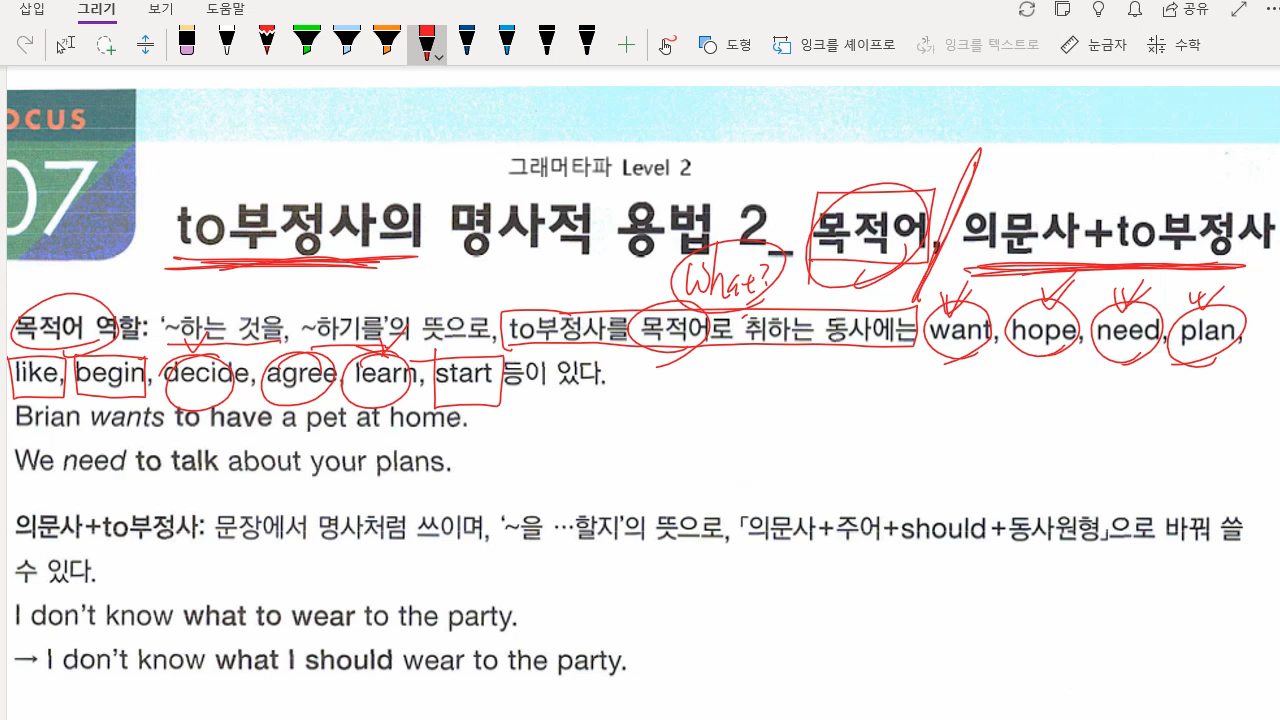 삽입 그리기 보기 도움말
공유
도형 잉크를 셰이프로 잉크를 텍스트로 눈금자 수학
OCUS
07
그래머타파 Level 2
to부정사의 명사적 용법 2_ 목적어, 의문사+to부정사
What?
목적어 역할: ‘~하는 것을, ~하기를’의 뜻으로, to부정사를 목적어로 취하는 동사에는 want, hope, need, plan,
like, begin, decide, agree, learn, start 등이 있다.
Brian wants to have a pet at home.
We need to talk about your plans.
의문사+to부정사: 문장에서 명사처럼 쓰이며, ‘~을 …할지’의 뜻으로, 「의문사+주어+should+동사원형」으로 바꿔 쓸
수 있다.
I don’t know what to wear to the party.
→ I don’t know what I should wear to the party.